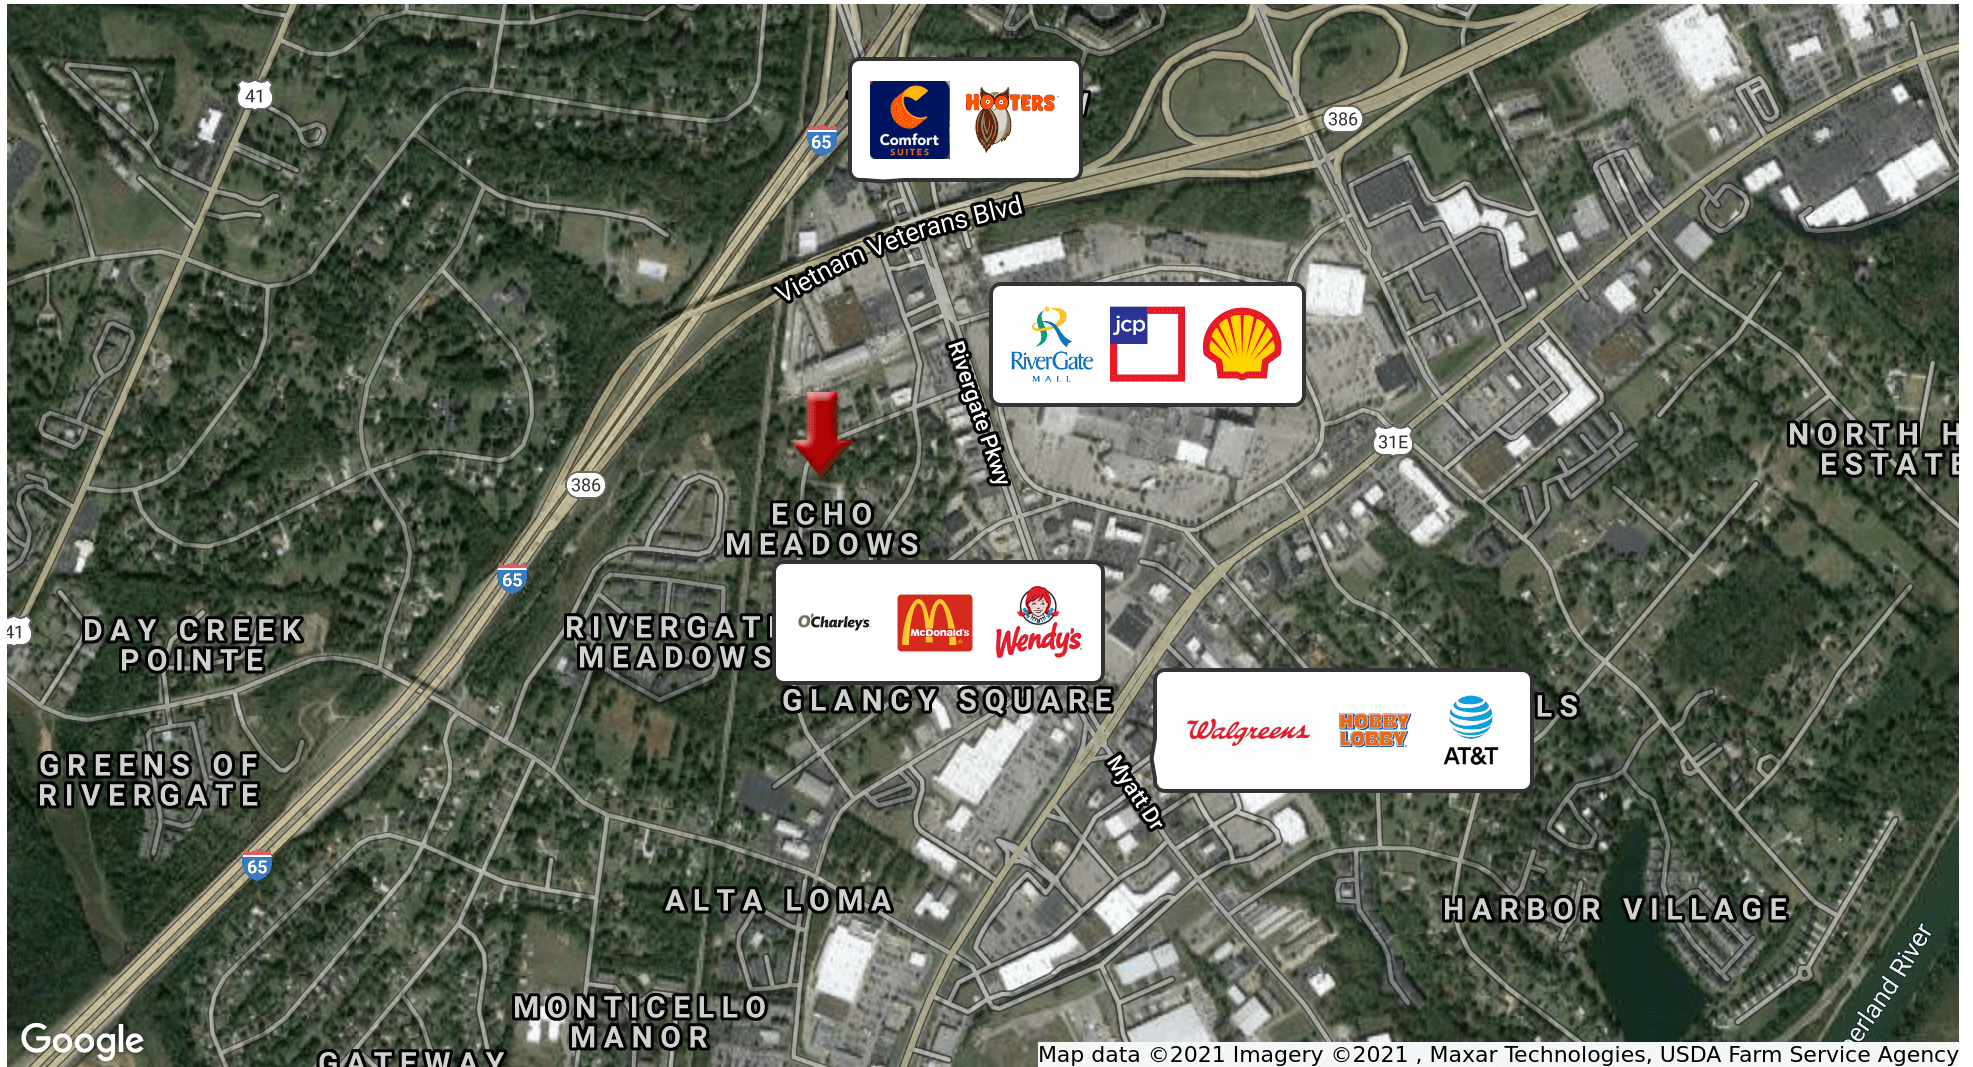 41
65
Comfort
SUITES
HOOTERS
386
Vietnam Veterans Blvd
RiverGate
MALL
jcp
Rivergate Pkwy
31E
NORTH H
ESTATE
386
ECHO
MEADOWS
65
41
DAY CREEK
POINTE
RIVERGATE
MEADOWS
O'Charley's
McDonald's
Wendy's
GLANCY SQUARE
Walgreens
HOBBY
LOBBY
AT&T
LS
Myatt Dr
GREENS OF
RIVERGATE
65
ALTA LOMA
HARBOR VILLAGE
MONTICELLO
MANOR
erland River
GATEWAY
Google
Map data ©2021 Imagery ©2021 , Maxar Technologies, USDA Farm Service Agency